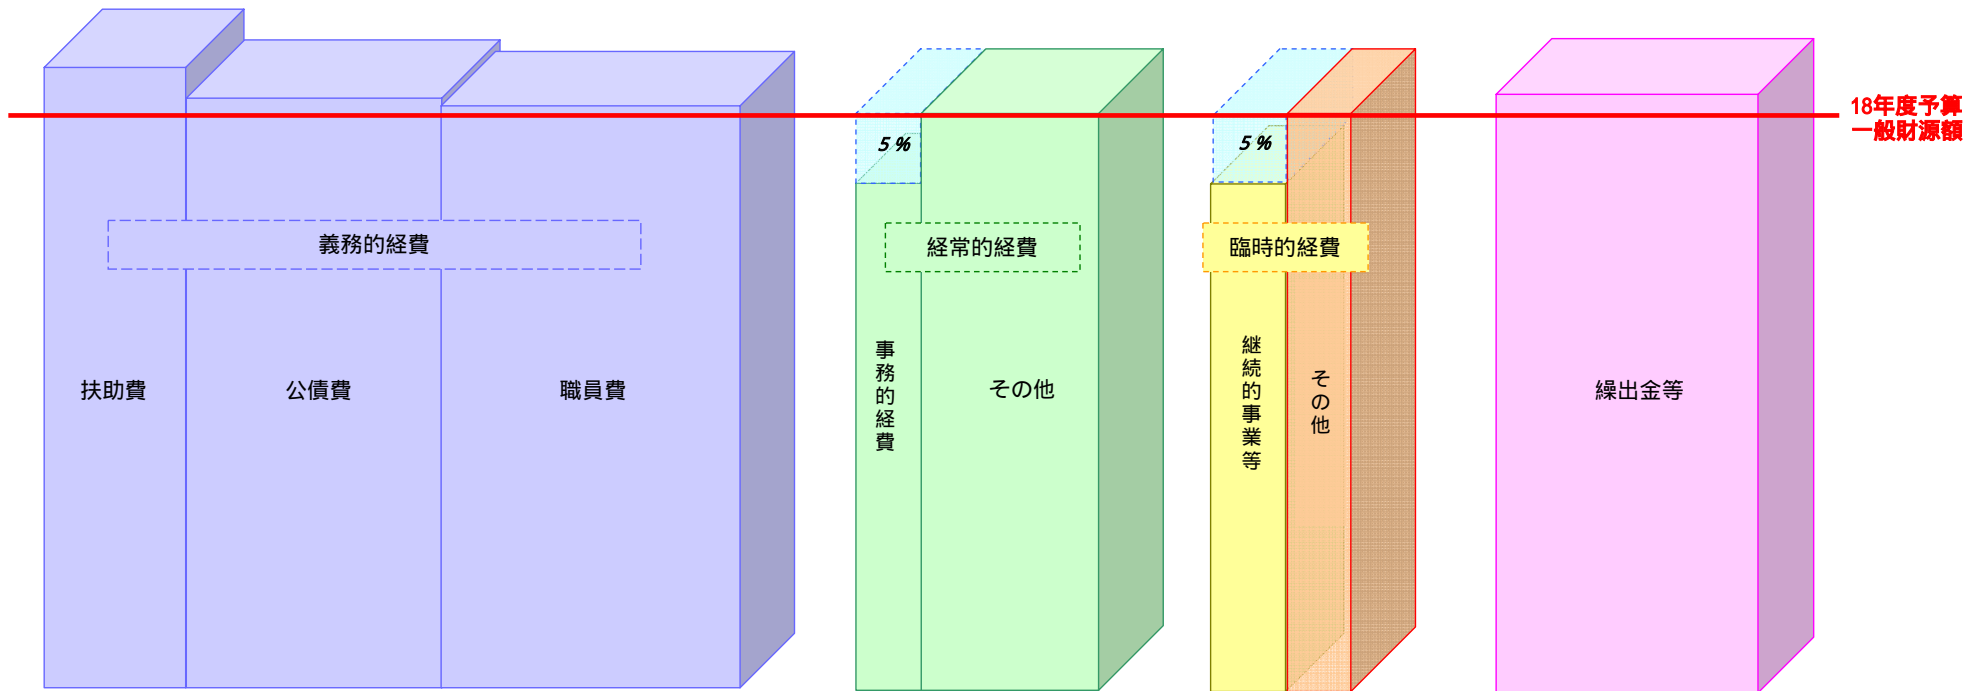 18年度予算
一般財源額
5%
5%
義務的経費
経常的経費
臨時的経費
扶助費
公債費
職員費
事務的経費
その他
継続的事業等
その他
繰出金等